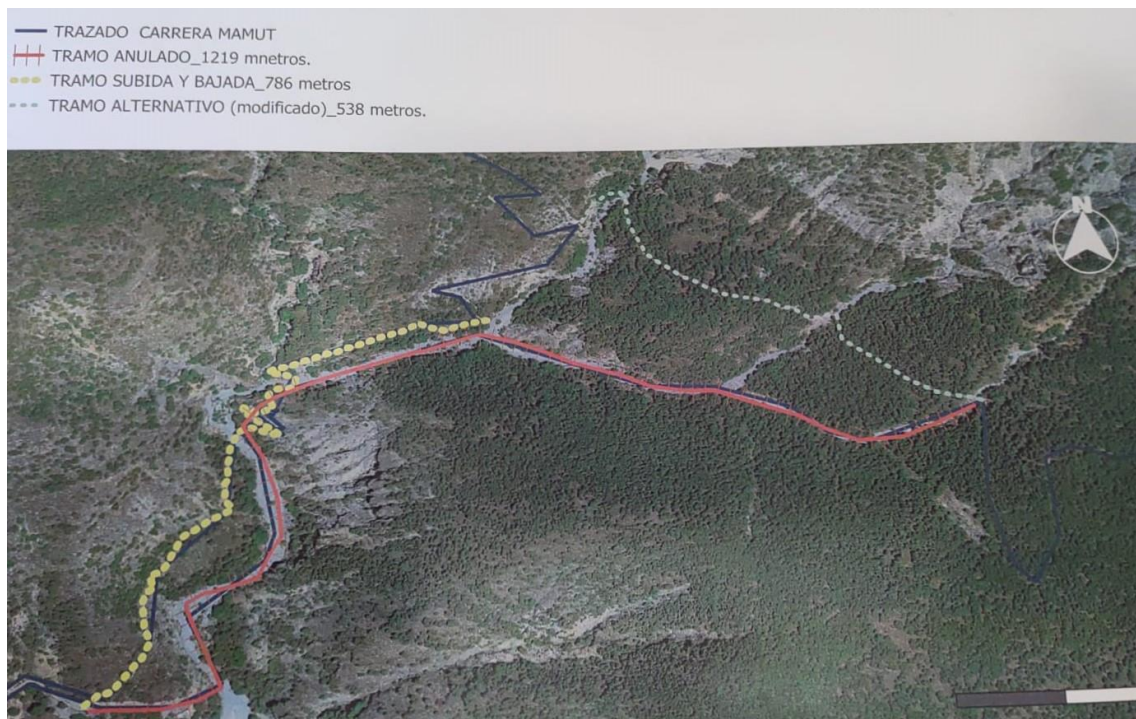 TRAZADO CARRERA MAMUT
TRAMO ANULADO_1219 mnetros.
TRAMO SUBIDA Y BAJADA_786 metros
TRAMO ALTERNATIVO (modificado)_538 metros.
N